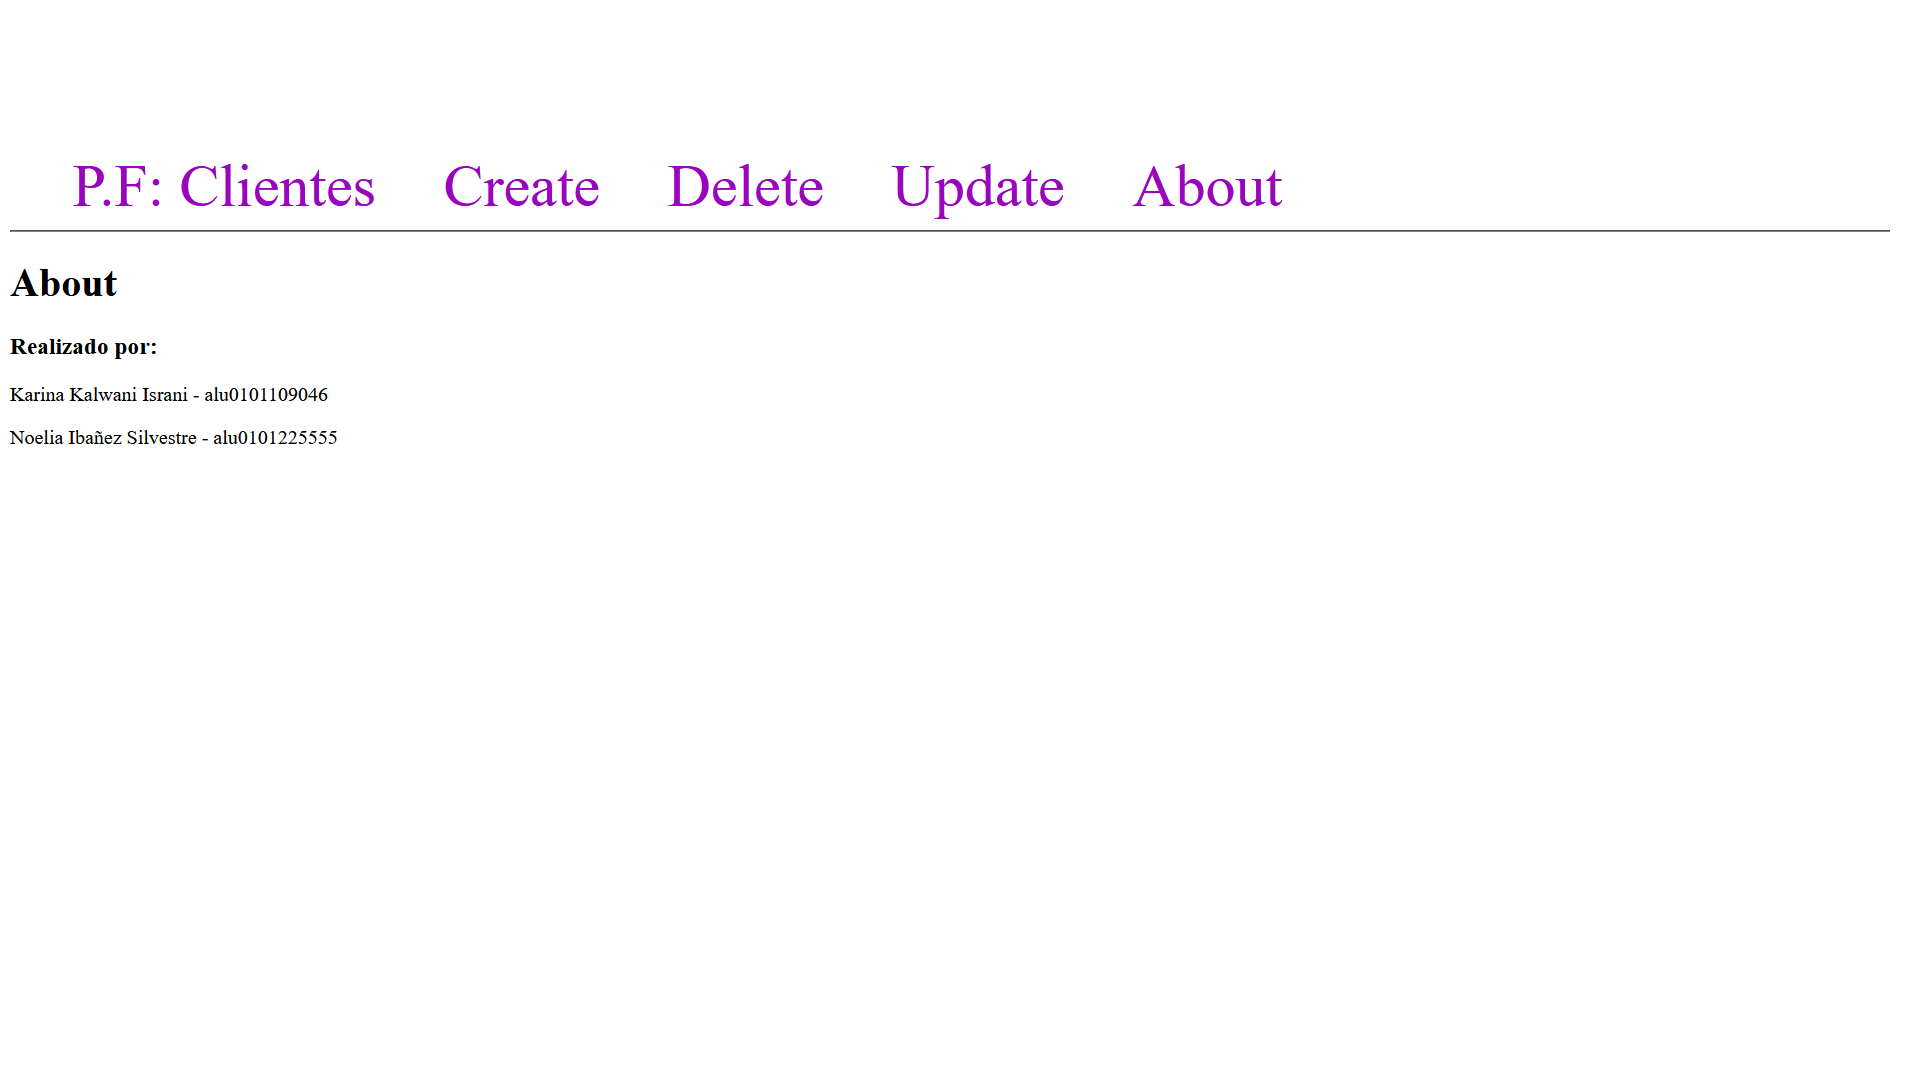 P.F: Clientes Create Delete Update About
About
Realizado por:
Karina Kalwani Israni - alu0101109046
Noelia Ibañez Silvestre - alu0101225555